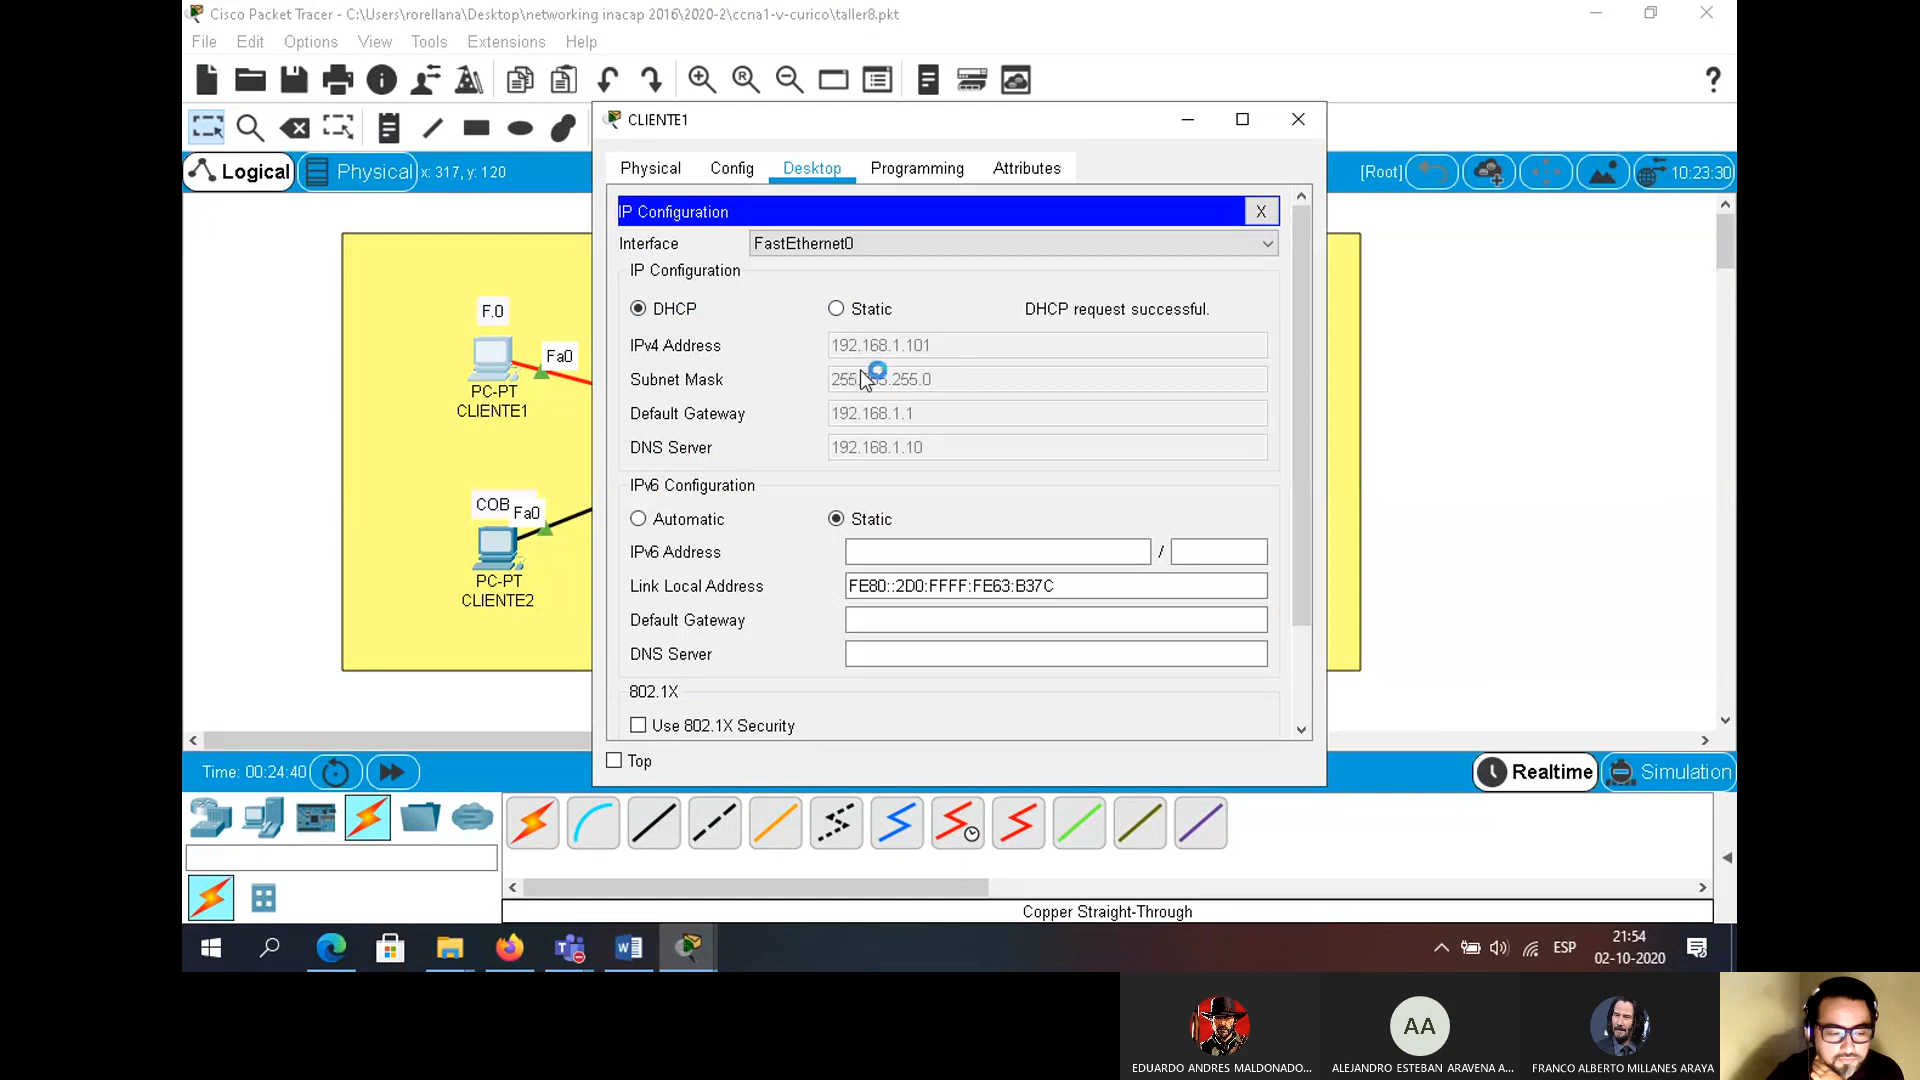 Cisco Packet Tracer - C:\Users\rorellana\Desktop\networking inacap 2016\2020-2\ccna1-v-curico\taller8.pkt
File Edit Options View Tools Extensions Help
CLIENTE1
Logical Physical x: 317, y: 120
[Root] 10:23:30
Physical Config Desktop Programming Attributes
IP Configuration X
Interface FastEthernet0
IP Configuration
DHCP Static DHCP request successful.
IPv4 Address 192.168.1.101
Subnet Mask 255. .255.0
Default Gateway 192.168.1.1
DNS Server 192.168.1.10
IPv6 Configuration
Automatic Static
IPv6 Address /
Link Local Address FE80::2D0:FFFF:FE63:B37C
Default Gateway
DNS Server
802.1X
Use 802.1X Security
Top
F.0
Fa0
PC-PT
CLIENTE1
COB
Fa0
PC-PT
CLIENTE2
Time: 00:24:40
Realtime Simulation
Copper Straight-Through
ESP
21:54
02-10-2020
AA
EDUARDO ANDRES MALDONADO...
ALEJANDRO ESTEBAN ARAVENA A...
FRANCO ALBERTO MILLANES ARAYA